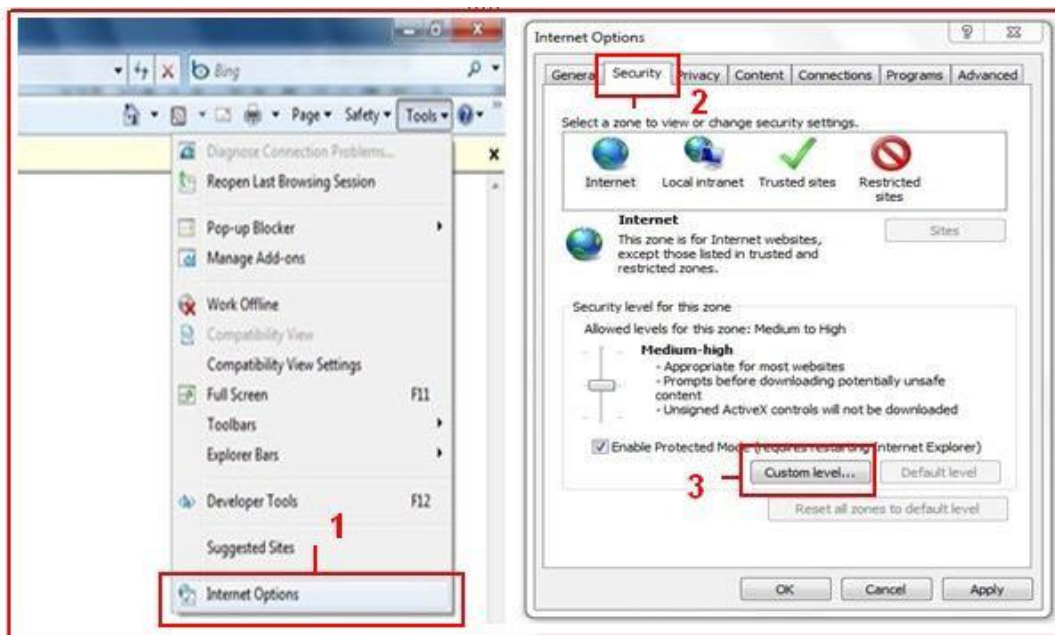 Bing
Page Safety Tools
Diagnose Connection Problems...
Reopen Last Browsing Session
Pop-up Blocker
Manage Add-ons
Work Offline
Compatibility View
Compatibility View Settings
Full Screen F11
Toolbars
Explorer Bars
Developer Tools F12
1
Suggested Sites
Internet Options
Internet Options
General Security Privacy Content Connections Programs Advanced
2
Select a zone to view or change security settings.
Internet Local intranet Trusted sites Restricted
sites
Internet
Sites
This zone is for Internet websites,
except those listed in trusted and
restricted zones.
Security level for this zone
Allowed levels for this zone: Medium to High
Medium-high
- Appropriate for most websites
- Prompts before downloading potentially unsafe
content
- Unsigned ActiveX controls will not be downloaded
Enable Protected Mode (requires restarting Internet Explorer)
3
Custom level... Default level
Reset all zones to default level
OK Cancel Apply